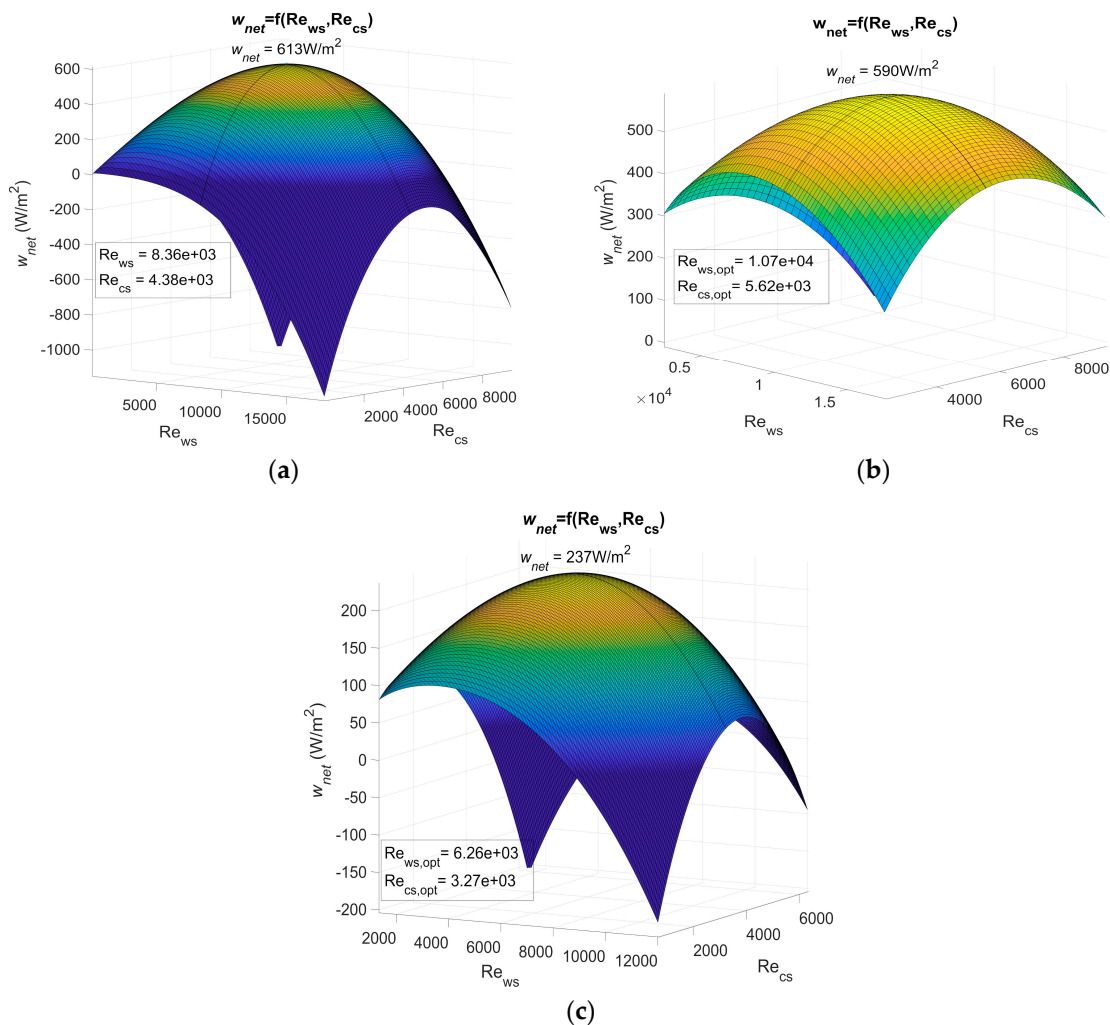 w_net=f(Re_ws,Re_cs)
w_net = 613W/m²
600
400
200
0
-200
-400
-600
-800
-1000
w_net (W/m²)
Re_ws = 8.36e+03
Re_cs = 4.38e+03
5000
10000
15000
Re_ws
2000
4000
6000
8000
Re_cs
(a)
w_net=f(Re_ws,Re_cs)
w_net = 590W/m²
500
400
300
200
100
0
w_net (W/m²)
Re_ws,opt = 1.07e+04
Re_cs,opt = 5.62e+03
×10⁴
0.5
1
1.5
Re_ws
4000
6000
8000
Re_cs
(b)
w_net=f(Re_ws,Re_cs)
w_net = 237W/m²
200
150
100
50
0
-50
-100
-150
-200
w_net (W/m²)
Re_ws,opt= 6.26e+03
Re_cs,opt= 3.27e+03
2000
4000
6000
8000
10000
12000
Re_ws
2000
4000
6000
Re_cs
(c)